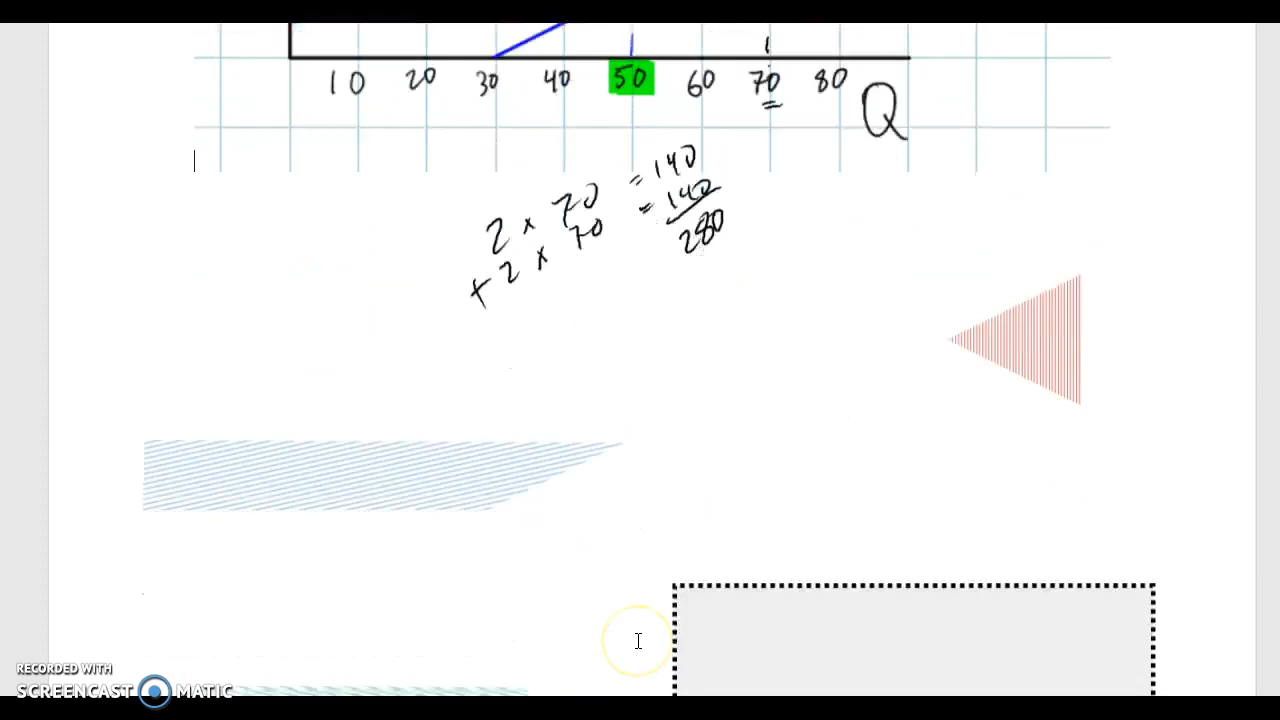 10 20 30 40 50 60 70 80 Q
2 × 70 = 140
+ 2 × 70 = 140
280
RECORDED WITH
SCREENCAST MATIC